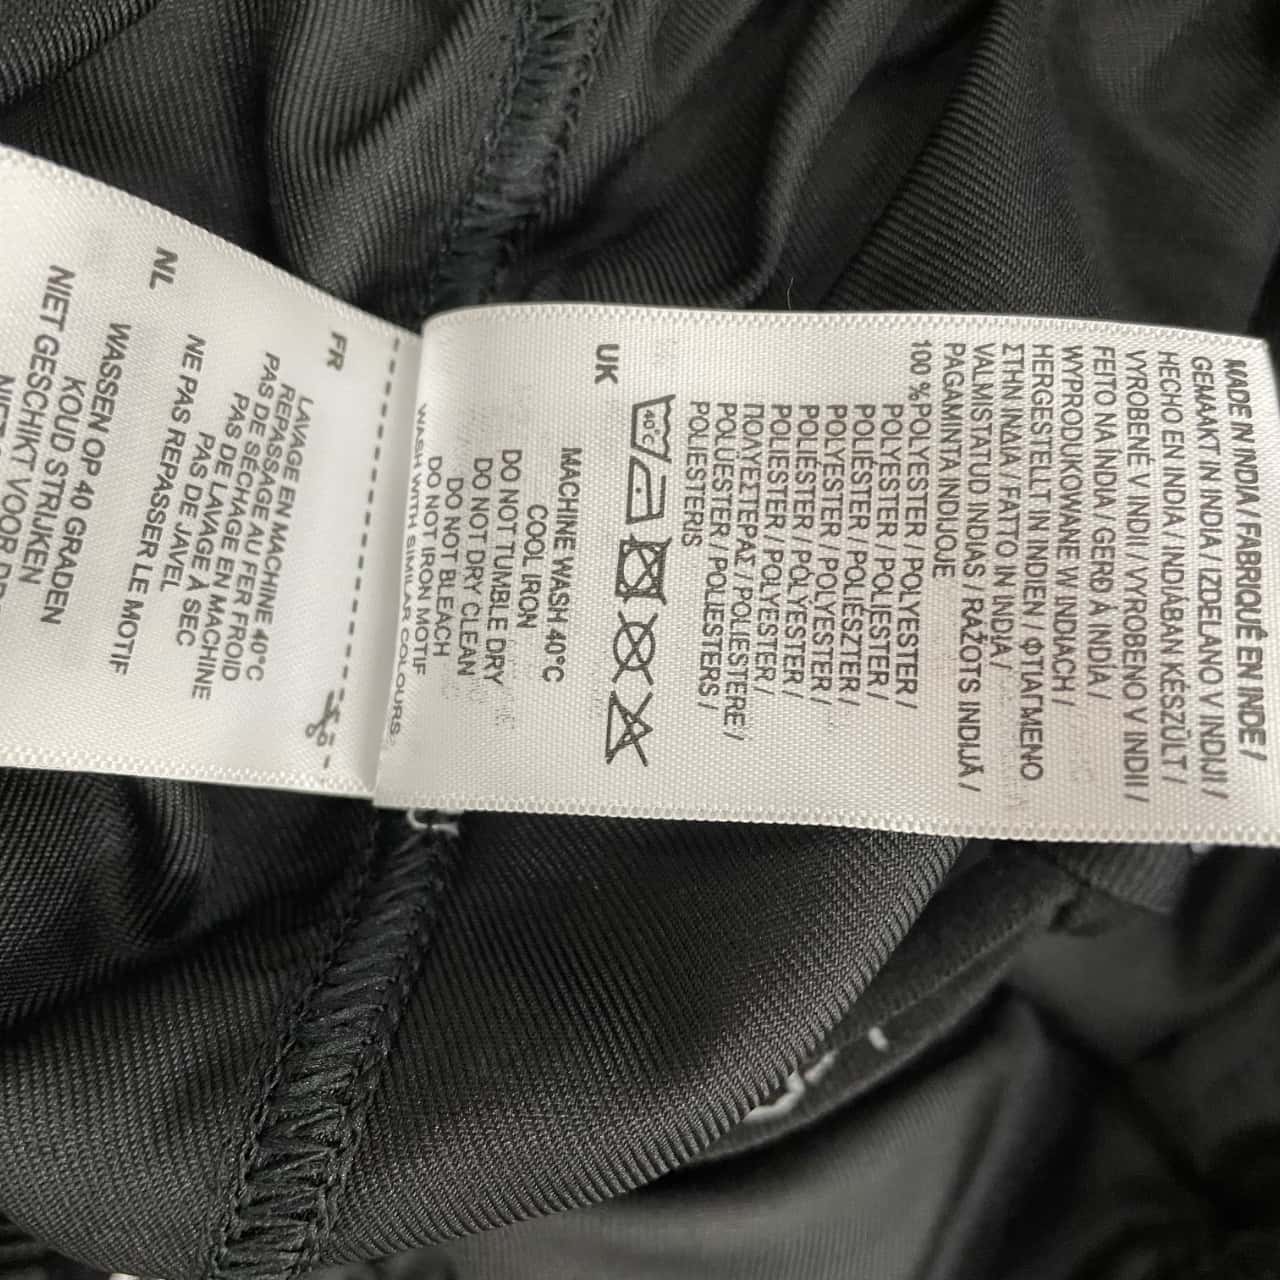 MADE IN INDIA / FABRIQUÉ EN INDE /
GEMAAKT IN INDIA / IZDELANO V INDIJI /
HECHO EN INDIA / INDIÁBAN KÉSZÜLT /
VYROBENÉ V INDII / VYROBENO V INDII /
FEITO NA ÍNDIA / GERÐ Á INDÍA /
WYPRODUKOWANE W INDIACH /
HERGESTELLT IN INDIEN / ΦΤΙΑΓΜΕΝΟ
ΣΤΗΝ ΙΝΔΙΑ / FATTO IN INDIA /
VALMISTATUD INDIAS / RAŽOTS INDIJĀ /
PAGAMINTA INDIJOJE
100 % POLYESTER / POLYESTER /
POLYESTER / POLIESTER /
POLIÉSTER / POLIÉSZTER /
POLYESTER / POLYESTER /
POLIÉSTER / PÓLÝESTER /
POLIESTER / POLYESTER /
ΠΟΛΥΕΣΤΕΡΑΣ / POLIESTERE /
POLÜESTER / POLIESTERS /
POLIESTERIS
40°C
UK
MACHINE WASH 40°C
COOL IRON
DO NOT TUMBLE DRY
DO NOT DRY CLEAN
DO NOT BLEACH
DO NOT IRON MOTIF
WASH WITH SIMILAR COLOURS
FR
LAVAGE EN MACHINE 40°C
REPASSAGE AU FER FROID
PAS DE SÉCHAGE EN MACHINE
PAS DE LAVAGE À SEC
PAS DE JAVEL
NE PAS REPASSER LE MOTIF
NL
WASSEN OP 40 GRADEN
KOUD STRIJKEN
NIET GESCHIKT VOOR